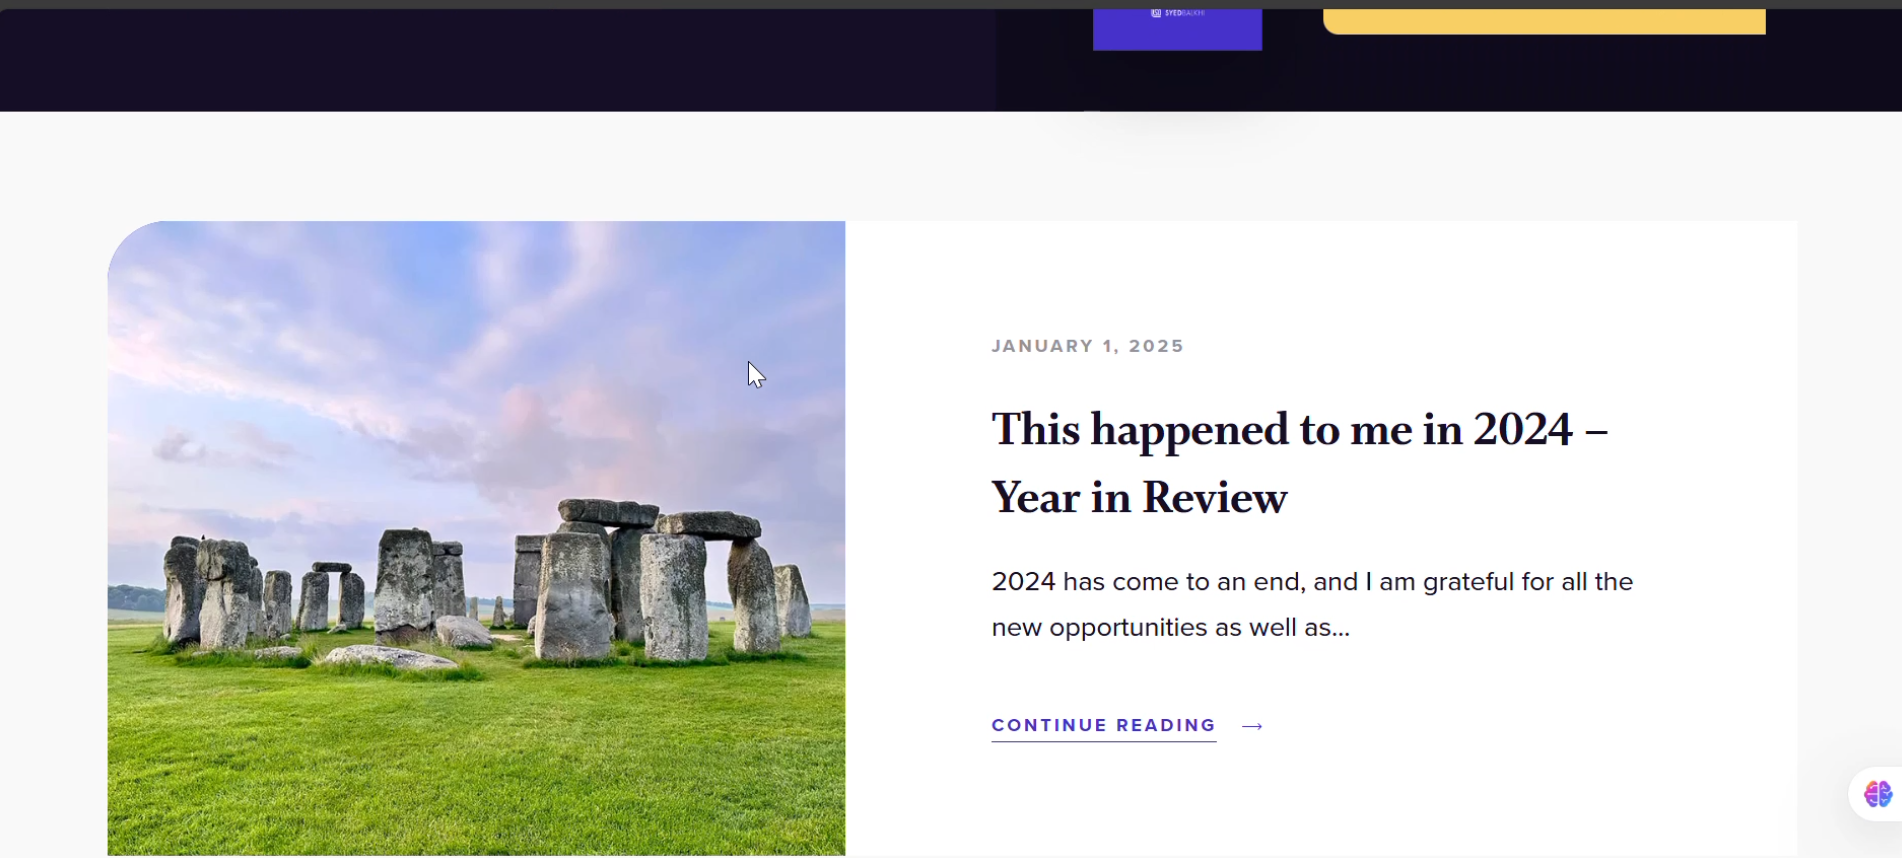 SYEDBALKHI
JANUARY 1, 2025
This happened to me in 2024 –
Year in Review
2024 has come to an end, and I am grateful for all the
new opportunities as well as...
CONTINUE READING →